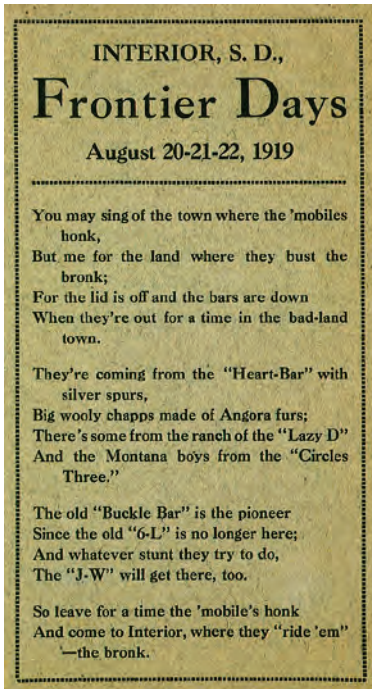 INTERIOR, S. D.,
Frontier Days
August 20-21-22, 1919
You may sing of the town where the 'mobiles
honk,
But me for the land where they bust the
bronk;
For the lid is off and the bars are down
When they're out for a time in the bad-land
town.
They're coming from the "Heart-Bar" with
silver spurs,
Big wooly chapps made of Angora furs;
There's some from the ranch of the "Lazy D"
And the Montana boys from the "Circles
Three."
The old "Buckle Bar" is the pioneer
Since the old "6-L" is no longer here;
And whatever stunt they try to do,
The "J-W" will get there, too.
So leave for a time the 'mobile's honk
And come to Interior, where they "ride 'em"
—the bronk.